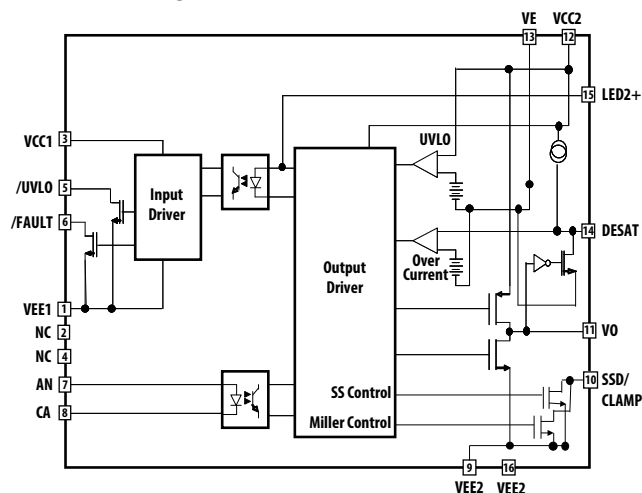 VE VCC2
13 12
15 LED2+
VCC1 3
UVLO
/UVLO 5
Input
Driver
/FAULT 6
14 DESAT
Over
Current
Output
Driver
VEE1 1
NC 2
11 VO
NC 4
AN 7
10 SSD/
CLAMP
CA 8
SS Control
Miller Control
9 16
VEE2 VEE2